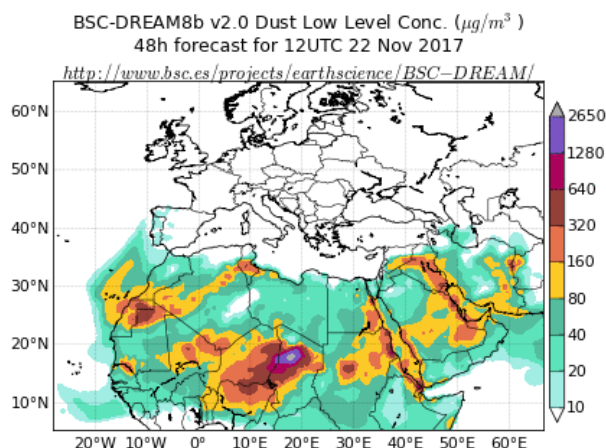 BSC-DREAM8b v2.0 Dust Low Level Conc. (μg/m³ )
48h forecast for 12UTC 22 Nov 2017
http://www.bsc.es/projects/earthscience/BSC−DREAM/
60°N
50°N
40°N
30°N
20°N
10°N
20°W 10°W 0° 10°E 20°E 30°E 40°E 50°E 60°E
2650
1280
640
320
160
80
40
20
10